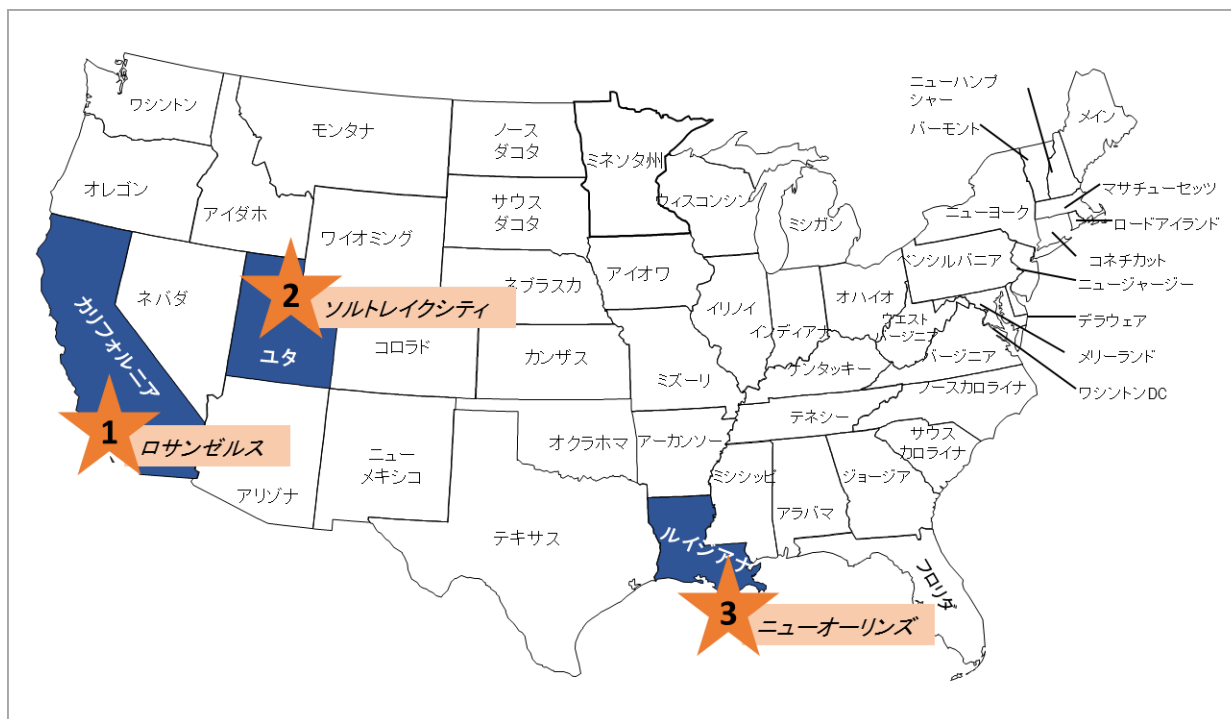 ワシントン
モンタナ
ノース
ダコタ
ミネソタ州
ニューハンプ
シャー
バーモント
メイン
オレゴン
アイダホ
ワイオミング
サウス
ダコタ
ウィスコンシン
ミシガン
ニューヨーク
マサチューセッツ
ロードアイランド
コネチカット
ペンシルバニア
ニュージャージー
カリフォルニア
ネバダ
2
ソルトレイクシティ
ユタ
ネブラスカ
アイオワ
イリノイ
インディアナ
オハイオ
ウエスト
バージニア
バージニア
デラウェア
メリーランド
ワシントンDC
コロラド
カンザス
ミズーリ
ケンタッキー
ノースカロライナ
テネシー
1
ロサンゼルス
アリゾナ
ニュー
メキシコ
オクラホマ
アーカンソー
サウス
カロライナ
ミシシッピ
アラバマ
ジョージア
テキサス
ルイジアナ
フロリダ
3
ニューオーリンズ